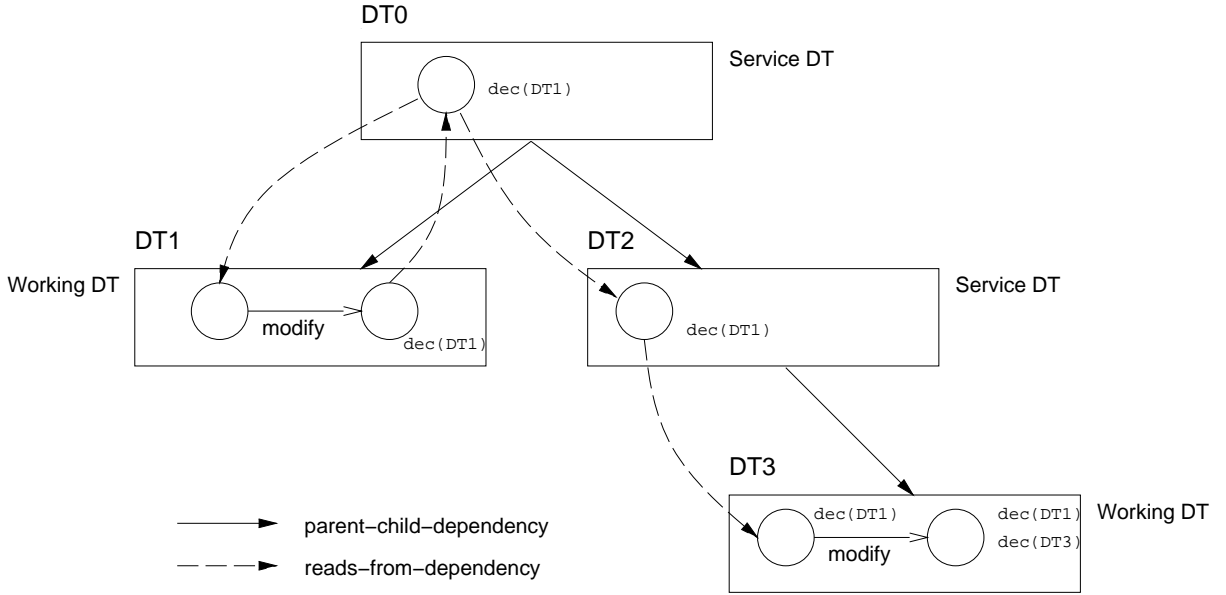 DT0
Service DT
dec(DT1)
DT1
DT2
Working DT
Service DT
modify
dec(DT1)
dec(DT1)
DT3
dec(DT1)
dec(DT1)
Working DT
parent-child-dependency
dec(DT3)
modify
reads-from-dependency